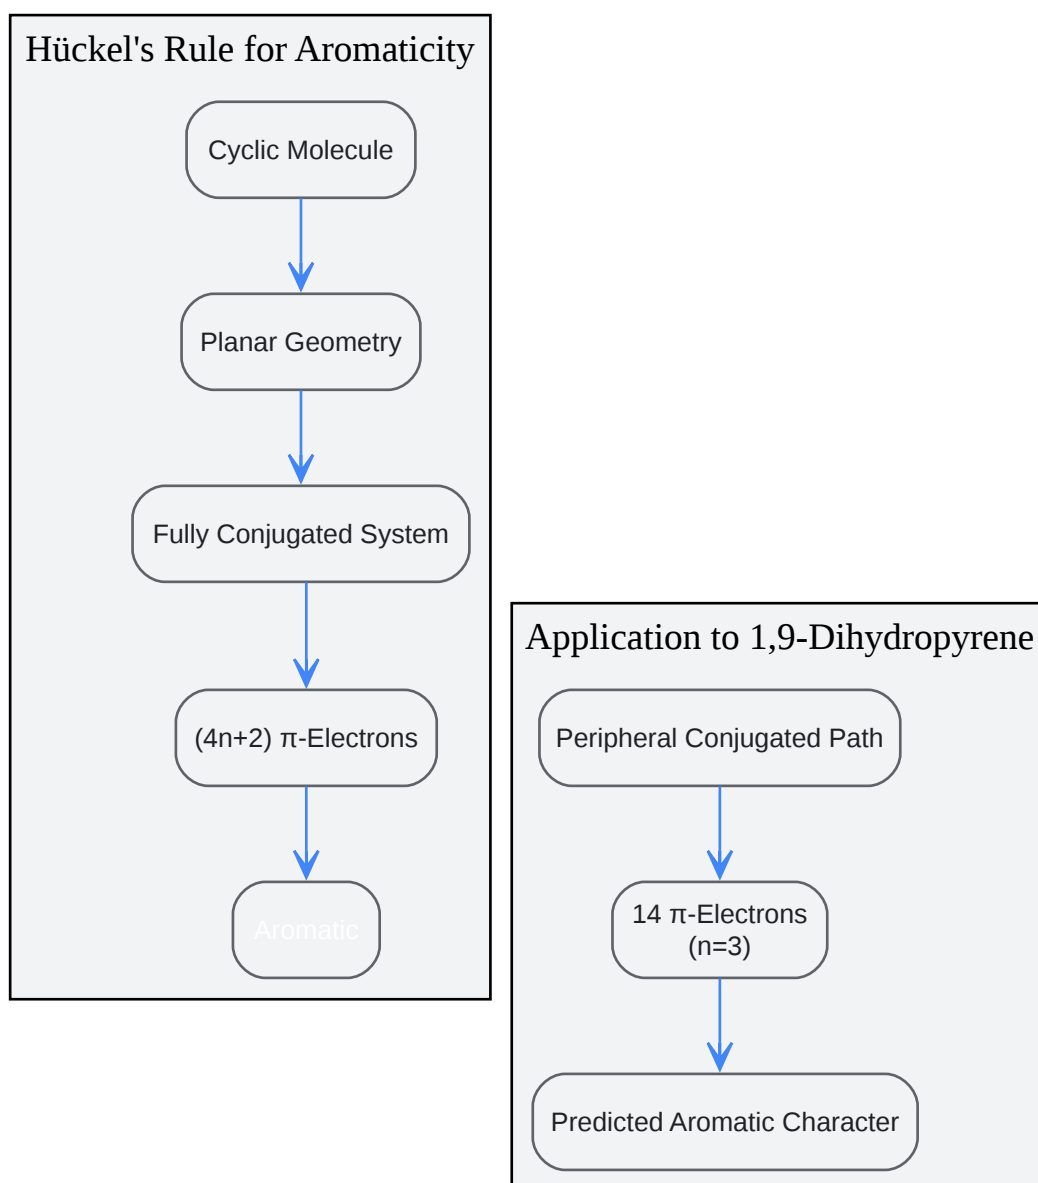 Hückel's Rule for Aromaticity
Cyclic Molecule
Planar Geometry
Fully Conjugated System
(4n+2) π-Electrons
Aromatic
Application to 1,9-Dihydropyrene
Peripheral Conjugated Path
14 π-Electrons
(n=3)
Predicted Aromatic Character